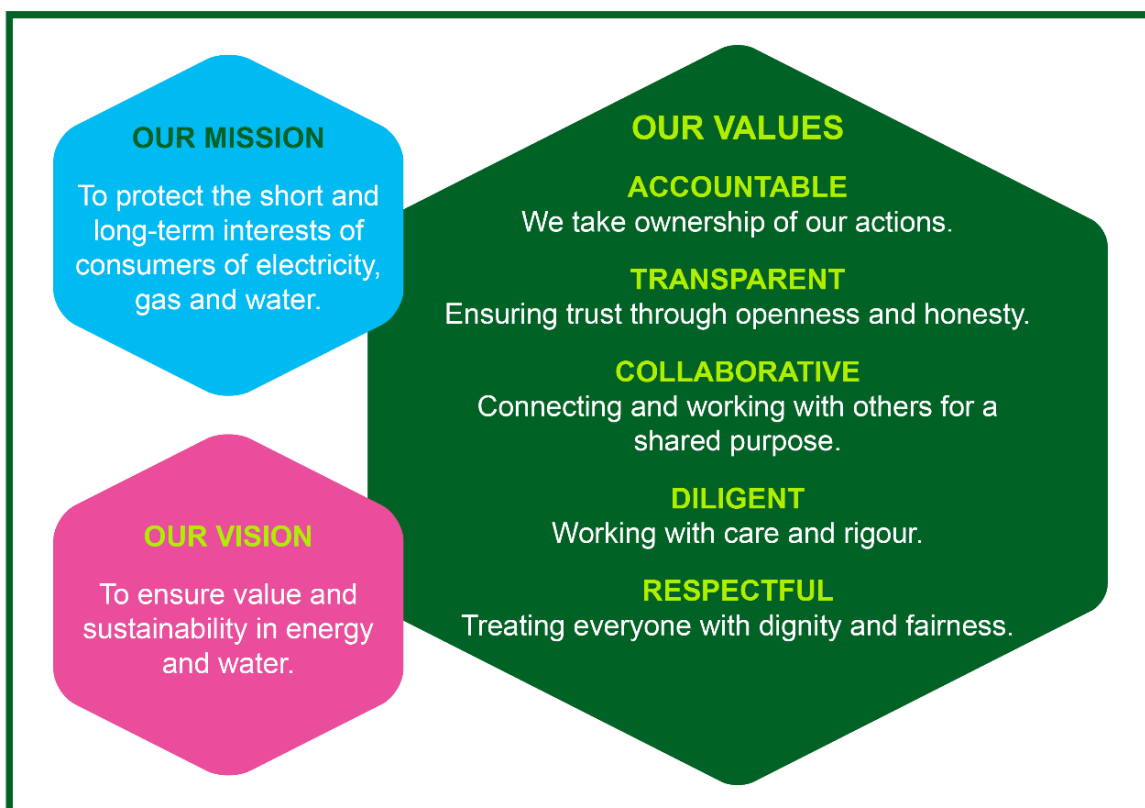 OUR MISSION
To protect the short and
long-term interests of
consumers of electricity,
gas and water.
OUR VISION
To ensure value and
sustainability in energy
and water.
OUR VALUES
ACCOUNTABLE
We take ownership of our actions.
TRANSPARENT
Ensuring trust through openness and honesty.
COLLABORATIVE
Connecting and working with others for a
shared purpose.
DILIGENT
Working with care and rigour.
RESPECTFUL
Treating everyone with dignity and fairness.